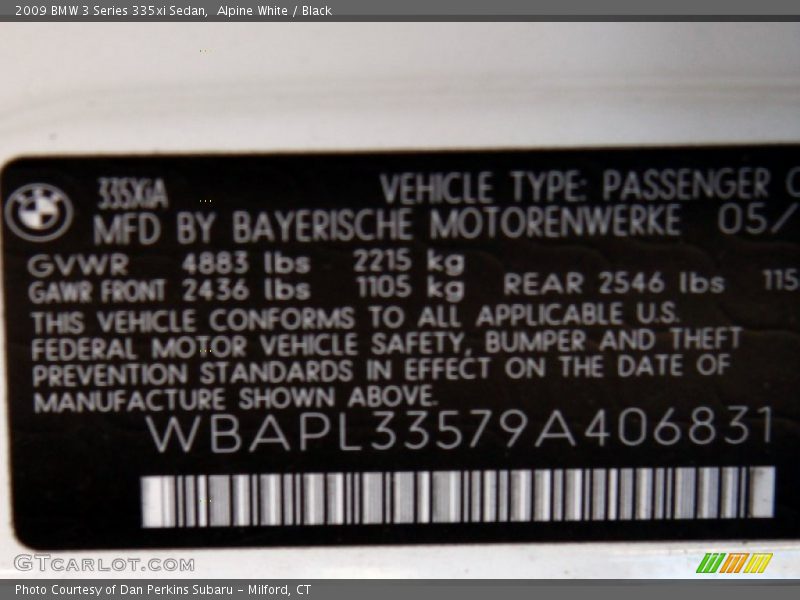 2009 BMW 3 Series 335xi Sedan,  Alpine White / Black
BMW
335XGA VEHICLE TYPE: PASSENGER C
MFD BY BAYERISCHE MOTORENWERKE 05/
GVWR 4883 lbs 2215 kg
GAWR FRONT 2436 lbs 1105 kg REAR 2546 lbs 115
THIS VEHICLE CONFORMS TO ALL APPLICABLE U.S.
FEDERAL MOTOR VEHICLE SAFETY, BUMPER AND THEFT
PREVENTION STANDARDS IN EFFECT ON THE DATE OF
MANUFACTURE SHOWN ABOVE.
WBAPL33579A406831
GTCARLOT.COM
Photo Courtesy of Dan Perkins Subaru - Milford, CT